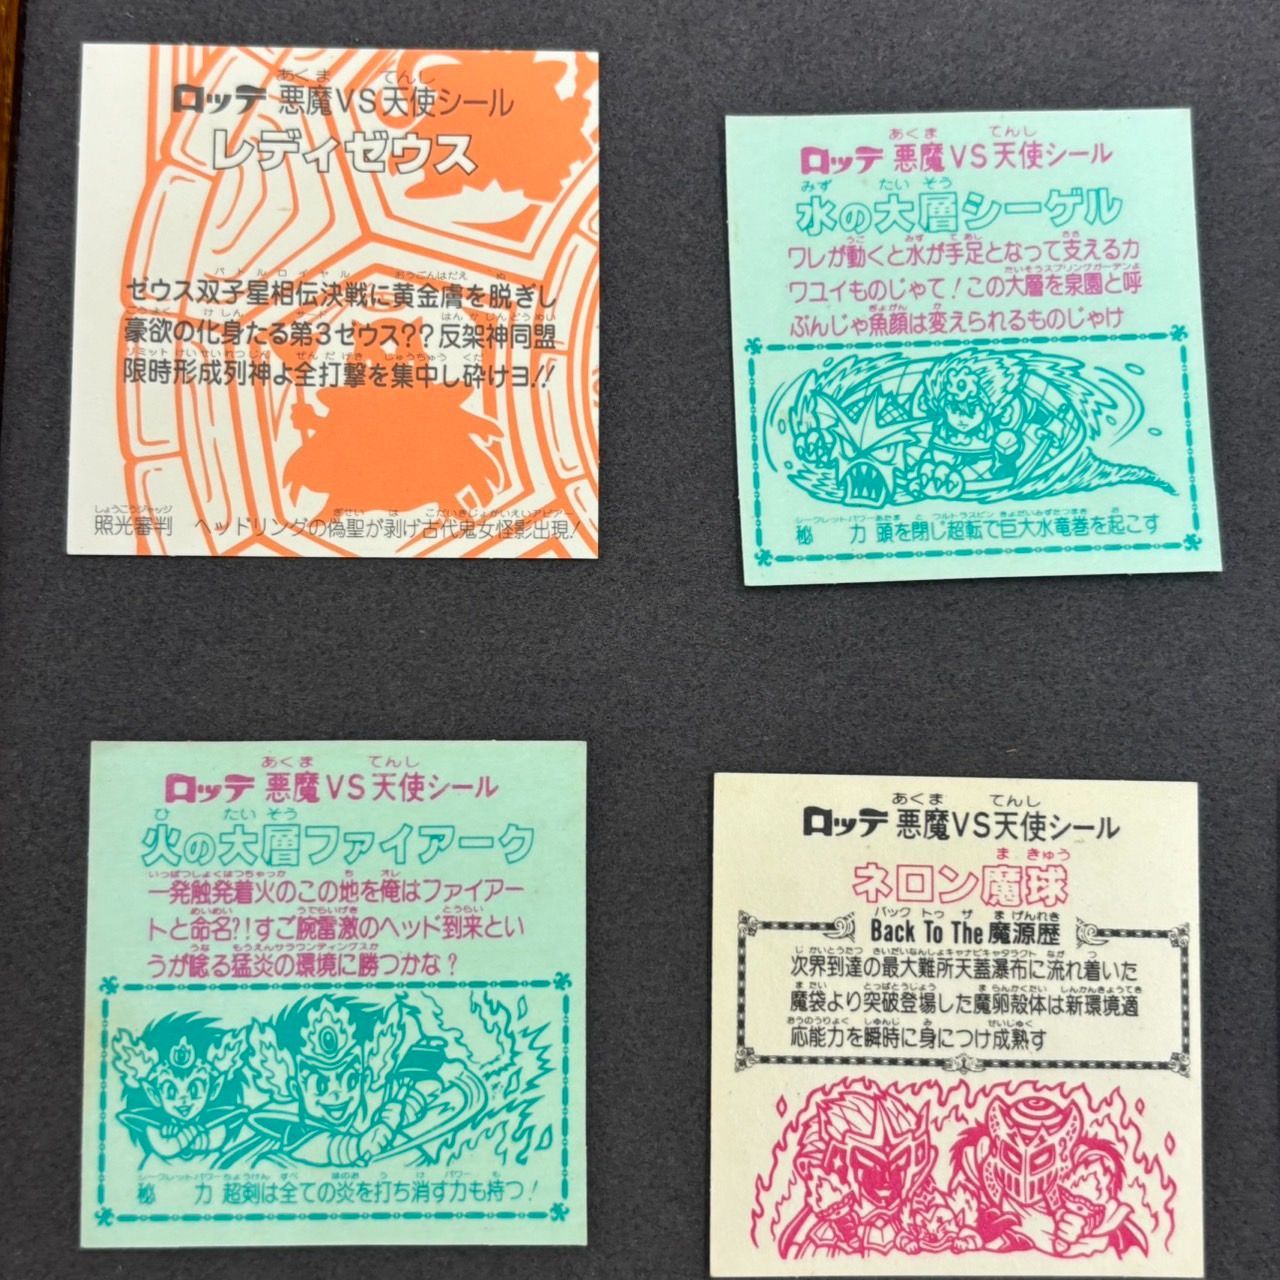 ロッテ 悪魔VS天使シール
レディゼウス
ゼウス双子星相伝決戦に黄金膚を脱ぎし
豪欲の化身たる第3ゼウス??反架神同盟
限時形成列神よ全打撃を集中し砕けヨ!!
照光審判 ヘッドリングの偽聖が剥げ古代鬼女怪影出現!
ロッテ 悪魔VS天使シール
水の大層シーゲル
ワレが動くと水が手足となって支える力
ワユイものじゃて!この大層を泉園と呼
ぶんじゃ魚顔は変えられるものじゃけ
秘 力 頭を閉じ超転で巨大水竜巻を起こす
ロッテ 悪魔VS天使シール
火の大層ファイアーク
一発触発着火のこの地を俺はファイアー
トと命名?!すご腕雷激のヘッド到来とい
うが唸る猛炎の環境に勝つかな?
秘 力 超剣は全ての炎を打ち消す力も持つ!
ロッテ 悪魔VS天使シール
ネロン魔球
Back To The 魔源歴
次界到達の最大難所天蓋瀑布に流れ着いた
魔袋より突破登場した魔卵殻体は新環境適
応能力を瞬時に身につけ成熟す